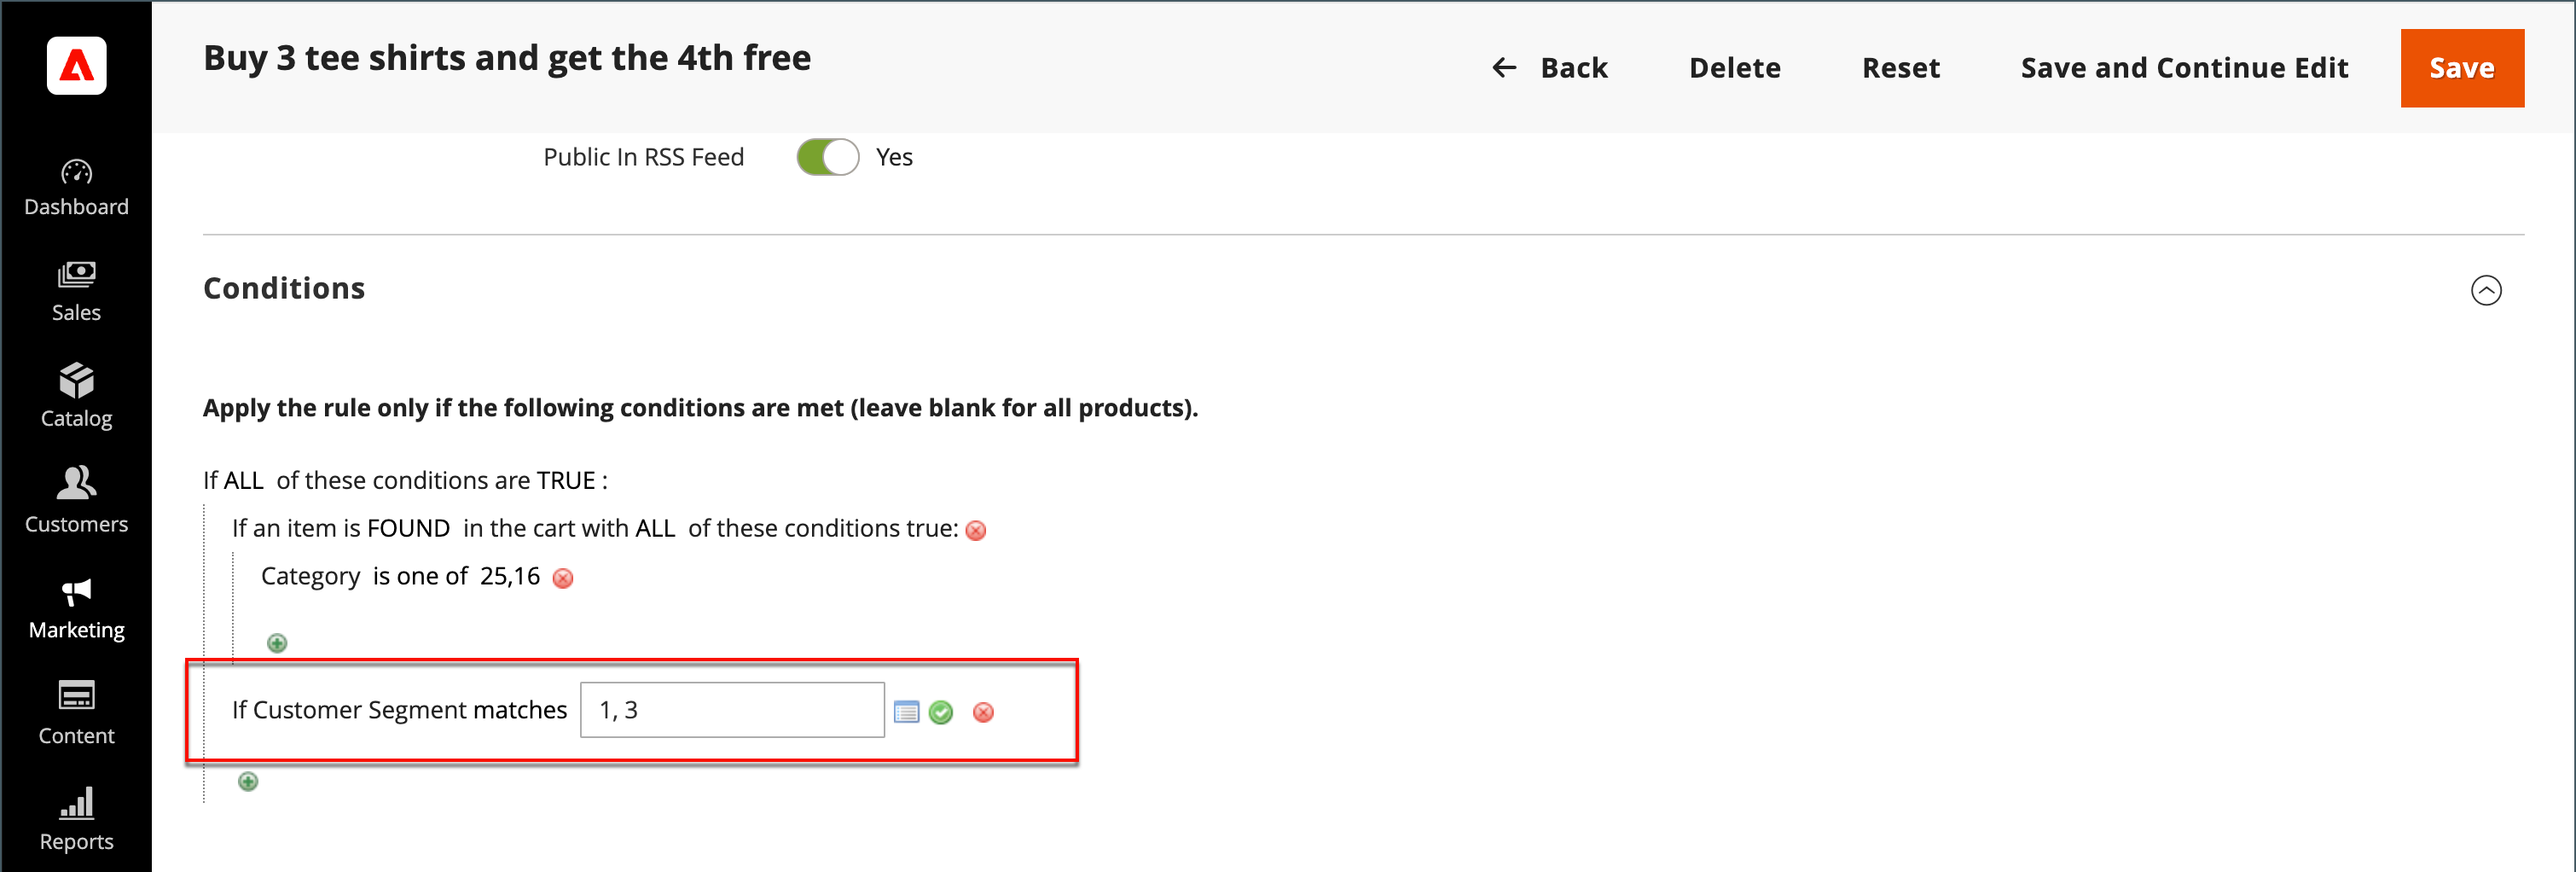 Buy 3 tee shirts and get the 4th free
← Back Delete Reset Save and Continue Edit Save
Public In RSS Feed Yes
Dashboard
Sales
Catalog
Customers
Marketing
Content
Reports
Conditions
Apply the rule only if the following conditions are met (leave blank for all products).
If ALL of these conditions are TRUE :
If an item is FOUND in the cart with ALL of these conditions true:
Category is one of 25,16
If Customer Segment matches 1, 3